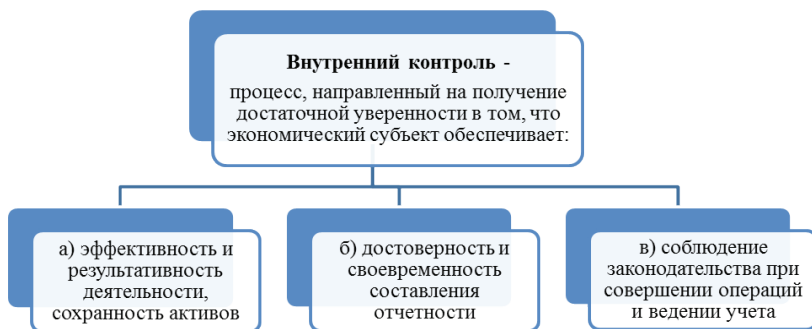 Внутренний контроль -
процесс, направленный на получение
достаточной уверенности в том, что
экономический субъект обеспечивает:
а) эффективность и
результативность
деятельности,
сохранность активов
б) достоверность и
своевременность
составления
отчетности
в) соблюдение
законодательства при
совершении операций
и ведении учета